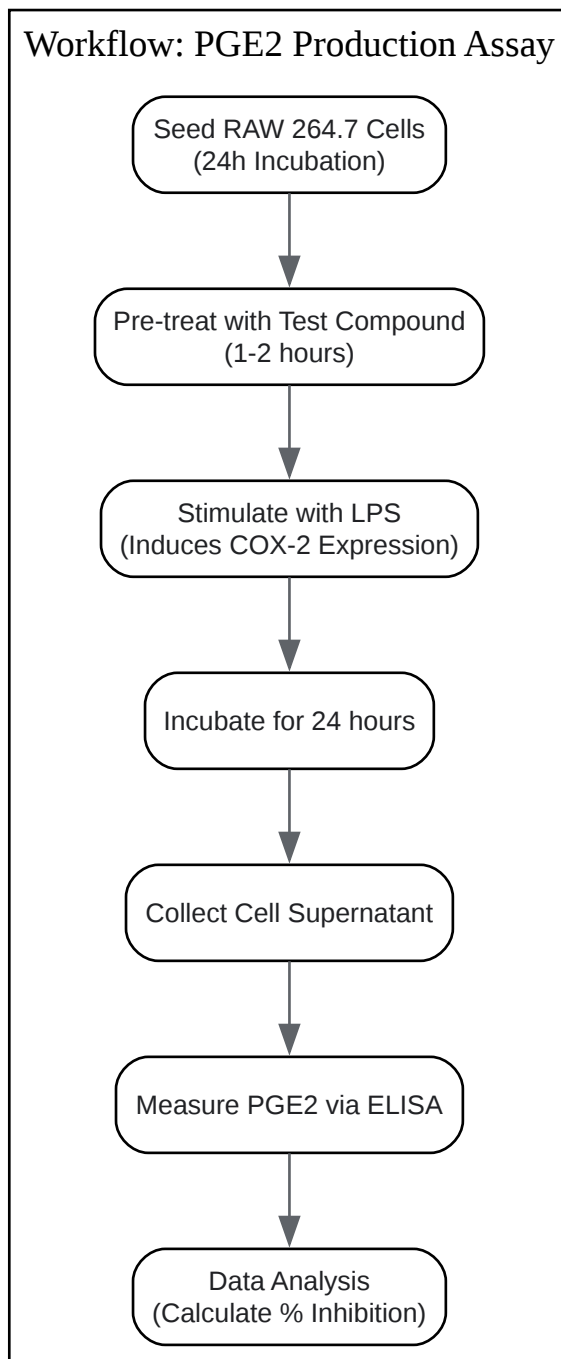 Workflow: PGE2 Production Assay
Seed RAW 264.7 Cells
(24h Incubation)
Pre-treat with Test Compound
(1-2 hours)
Stimulate with LPS
(Induces COX-2 Expression)
Incubate for 24 hours
Collect Cell Supernatant
Measure PGE2 via ELISA
Data Analysis
(Calculate % Inhibition)